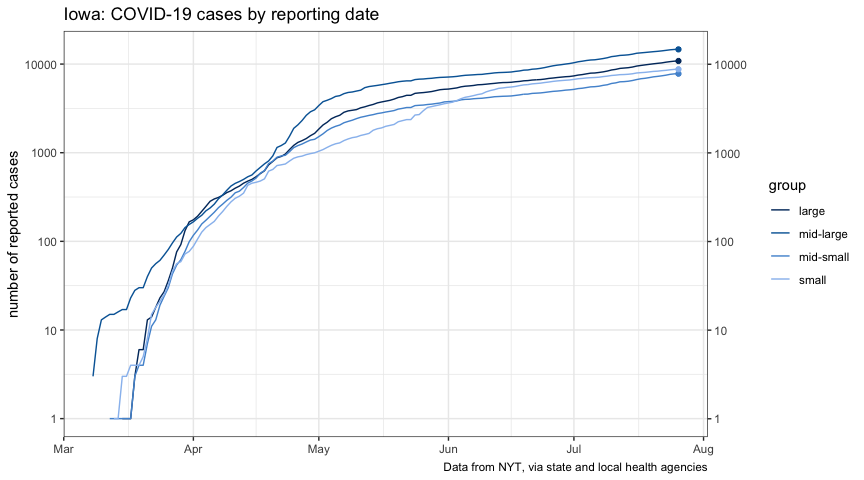 Iowa: COVID-19 cases by reporting date
number of reported cases
10000
1000
100
10
1
10000
1000
100
10
1
Mar
Apr
May
Jun
Jul
Aug
group
large
mid-large
mid-small
small
Data from NYT, via state and local health agencies